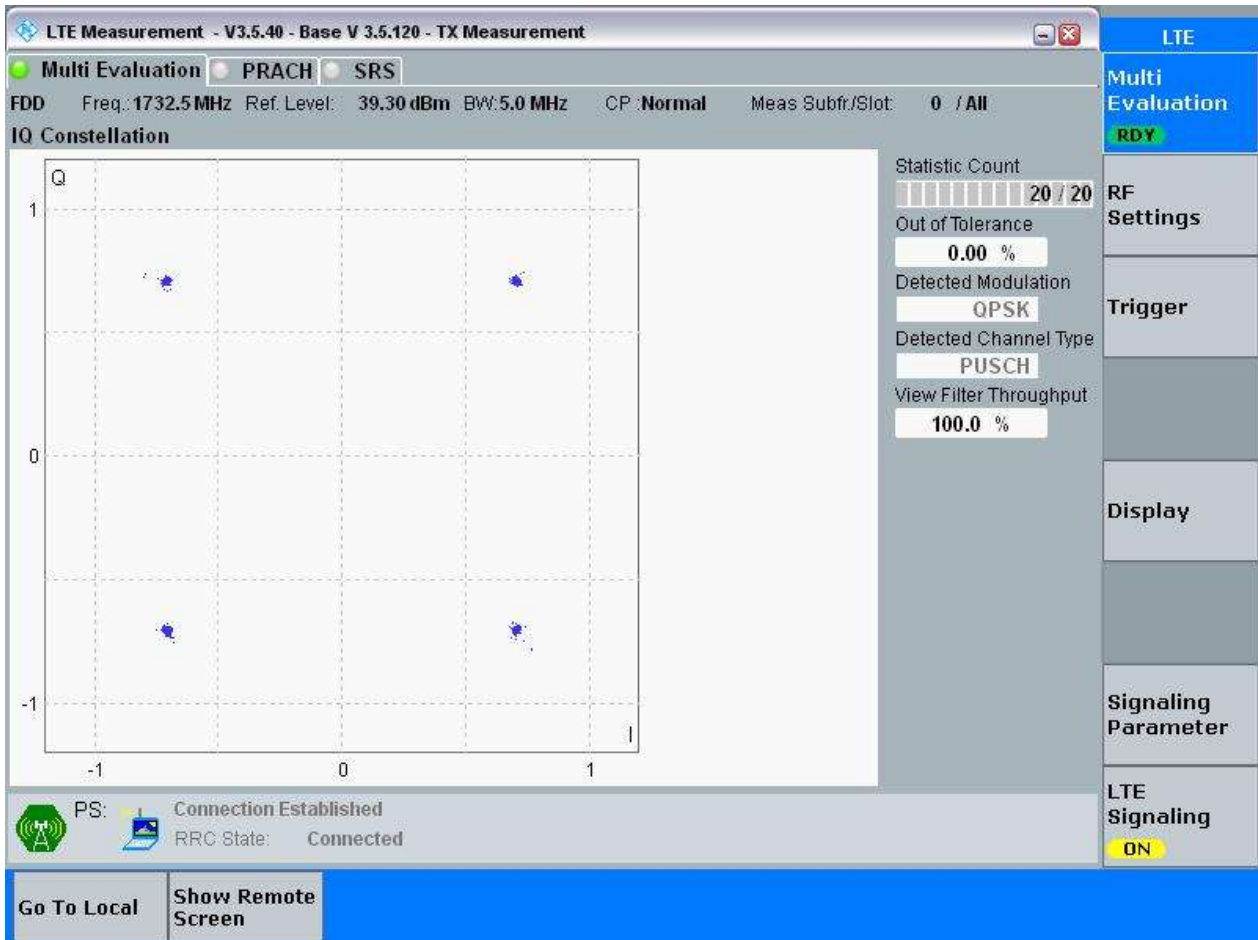 LTE Measurement - V3.5.40 - Base V 3.5.120 - TX Measurement
LTE
Multi Evaluation PRACH SRS
FDD Freq.:1732.5 MHz Ref. Level: 39.30 dBm BW:5.0 MHz CP :Normal Meas Subfr./Slot: 0 / All
IQ Constellation
Q
1
0
-1
I
-1 0 1
Statistic Count
20 / 20
Out of Tolerance
0.00 %
Detected Modulation
QPSK
Detected Channel Type
PUSCH
View Filter Throughput
100.0 %
Multi
Evaluation
RDY
RF
Settings
Trigger
Display
Signaling
Parameter
LTE
Signaling
ON
PS: Connection Established
RRC State: Connected
Go To Local
Show Remote
Screen